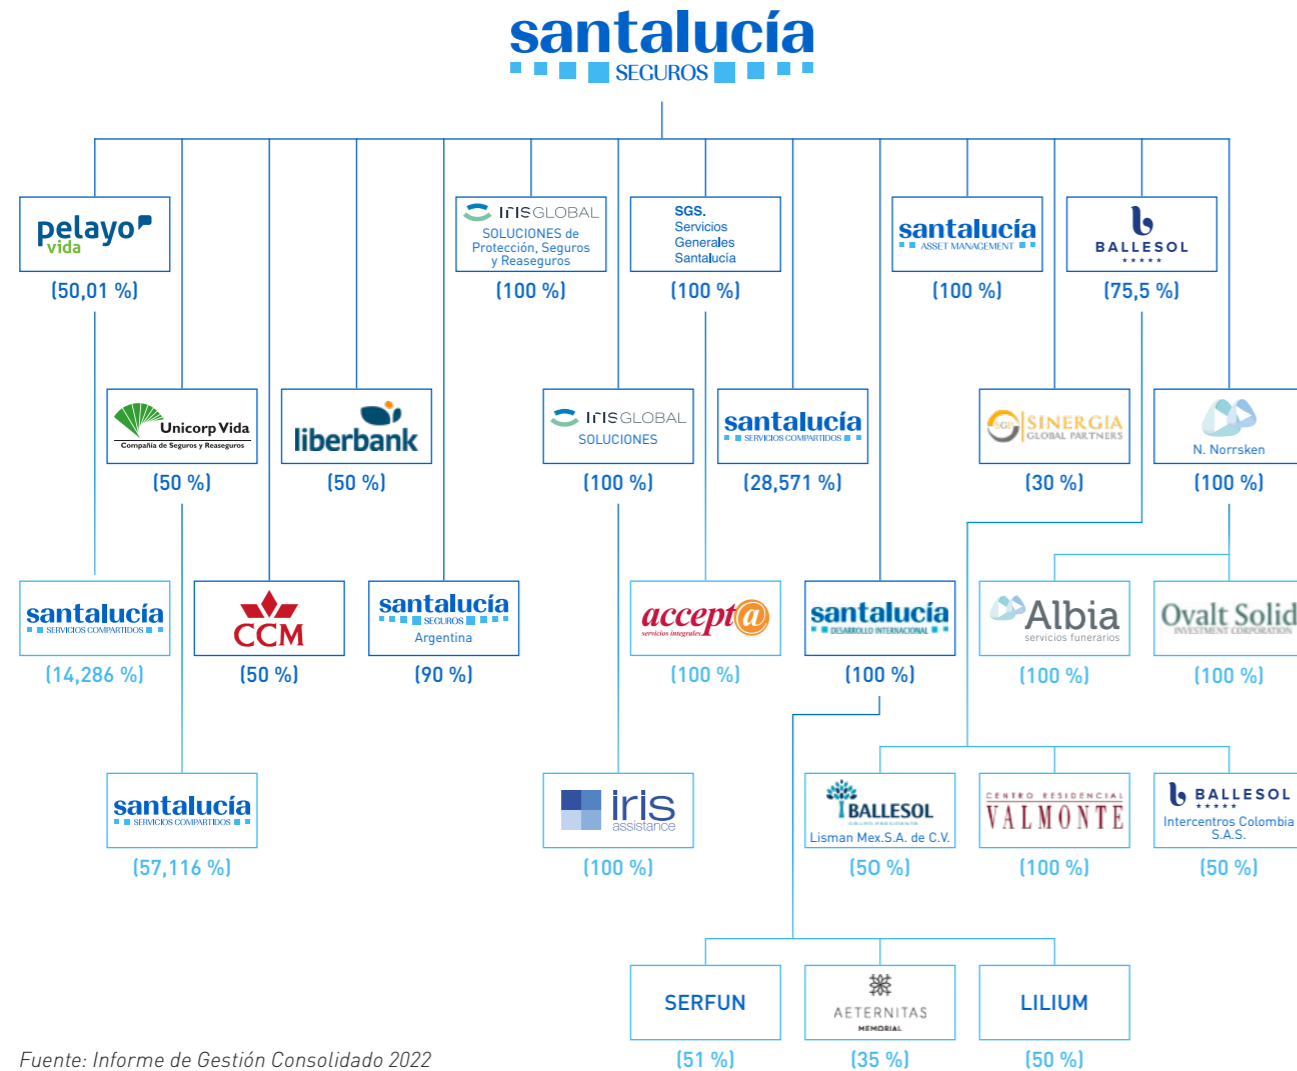 santalucía
SEGUROS
pelayo
vida
(50,01 %)
IrISGLOBAL
SOLUCIONES de
Protección, Seguros
y Reaseguros
(100 %)
SGS.
Servicios
Generales
Santalucía
(100 %)
santalucía
ASSET MANAGEMENT
(100 %)
BALLESOL
(75,5 %)
Unicorp Vida
Compañía de Seguros y Reaseguros
(50 %)
liberbank
(50 %)
IrISGLOBAL
SOLUCIONES
(100 %)
santalucía
SERVICIOS COMPARTIDOS
(28,571 %)
SGP SINERGIA
GLOBAL PARTNERS
(30 %)
N. Norrsken
(100 %)
santalucía
SERVICIOS COMPARTIDOS
(14,286 %)
CCM
(50 %)
santalucía
SEGUROS
Argentina
(90 %)
accept@
servicios integrales
(100 %)
santalucía
DESARROLLO INTERNACIONAL
(100 %)
Albia
servicios funerarios
(100 %)
Ovalt Solid
INVESTMENT CORPORATION
(100 %)
santalucía
SERVICIOS COMPARTIDOS
(57,116 %)
iris
assistance
(100 %)
BALLESOL
GRUPO PRESIDENTE
Lisman Mex.S.A. de C.V.
(50 %)
CENTRO RESIDENCIAL
VALMONTE
(100 %)
BALLESOL
Intercentros Colombia
S.A.S.
(50 %)
SERFUN
(51 %)
AETERNITAS
MEMORIAL
(35 %)
LILIUM
(50 %)
Fuente: Informe de Gestión Consolidado 2022